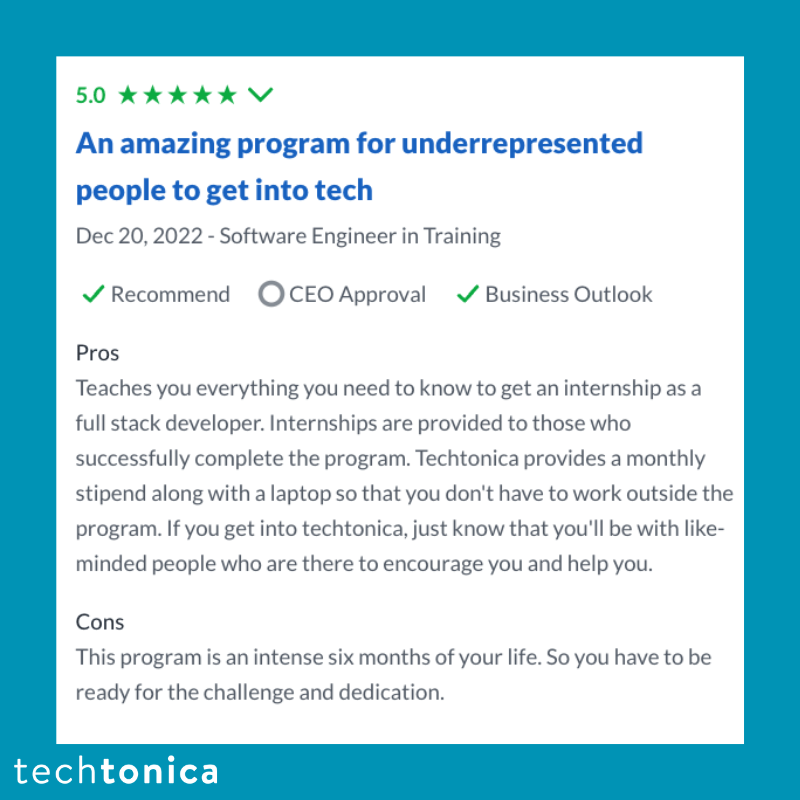 5.0
An amazing program for underrepresented
people to get into tech
Dec 20, 2022 - Software Engineer in Training
Recommend CEO Approval Business Outlook
Pros
Teaches you everything you need to know to get an internship as a
full stack developer. Internships are provided to those who
successfully complete the program. Techtonica provides a monthly
stipend along with a laptop so that you don't have to work outside the
program. If you get into techtonica, just know that you'll be with like-
minded people who are there to encourage you and help you.
Cons
This program is an intense six months of your life. So you have to be
ready for the challenge and dedication.
techtonica